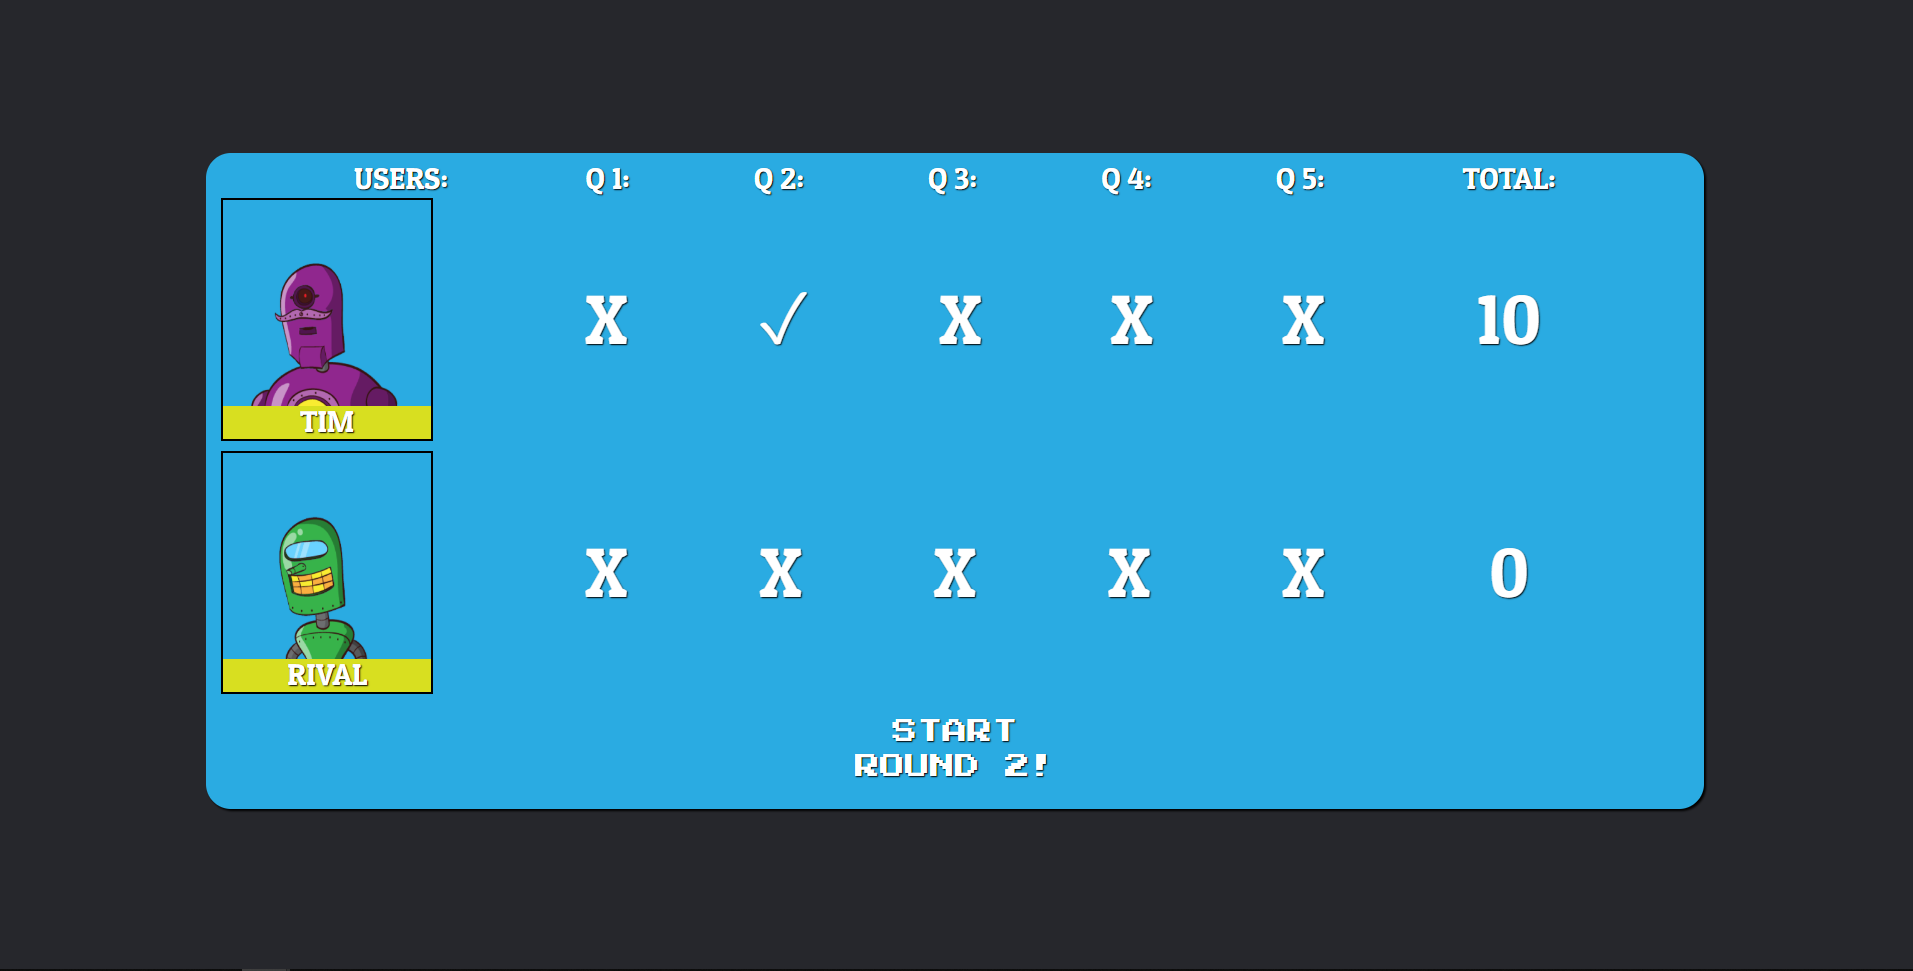 USERS: Q 1: Q 2: Q 3: Q 4: Q 5: TOTAL:
X ✓ X X X 10
TIM
X X X X X 0
RIVAL
START
ROUND 2!